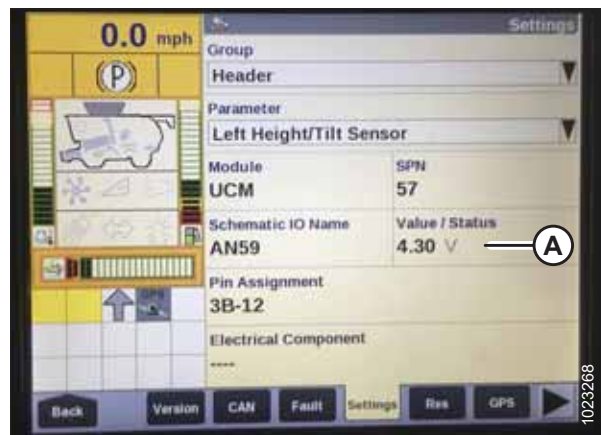 0.0 mph
Settings
(P)
Group
Header
Parameter
Left Height/Tilt Sensor
Module
UCM
SPN
57
Schematic IO Name
AN59
Value / Status
4.30 V
A
Pin Assignment
3B-12
Electrical Component
----
Back
Version
CAN
Fault
Settings
Res
GPS
1023268